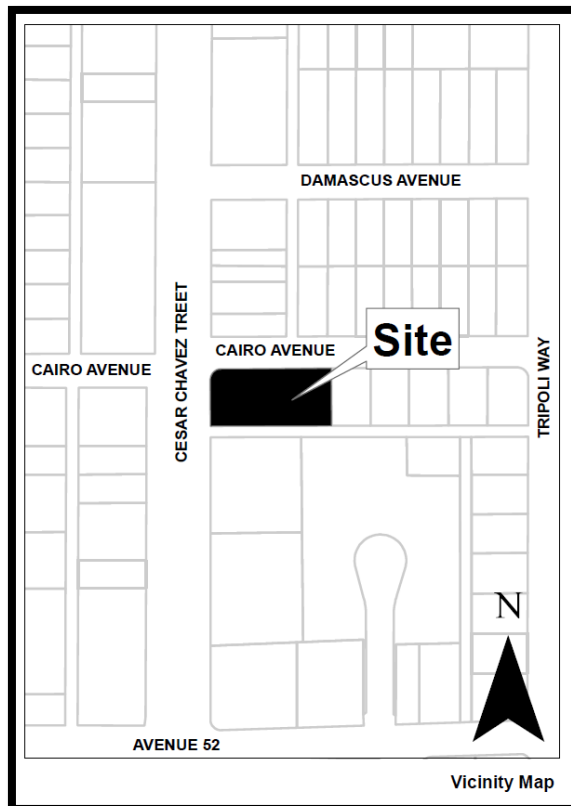 DAMASCUS AVENUE
CESAR CHAVEZ TREET
CAIRO AVENUE
Site
CAIRO AVENUE
TRIPOLI WAY
N
AVENUE 52
Vicinity Map